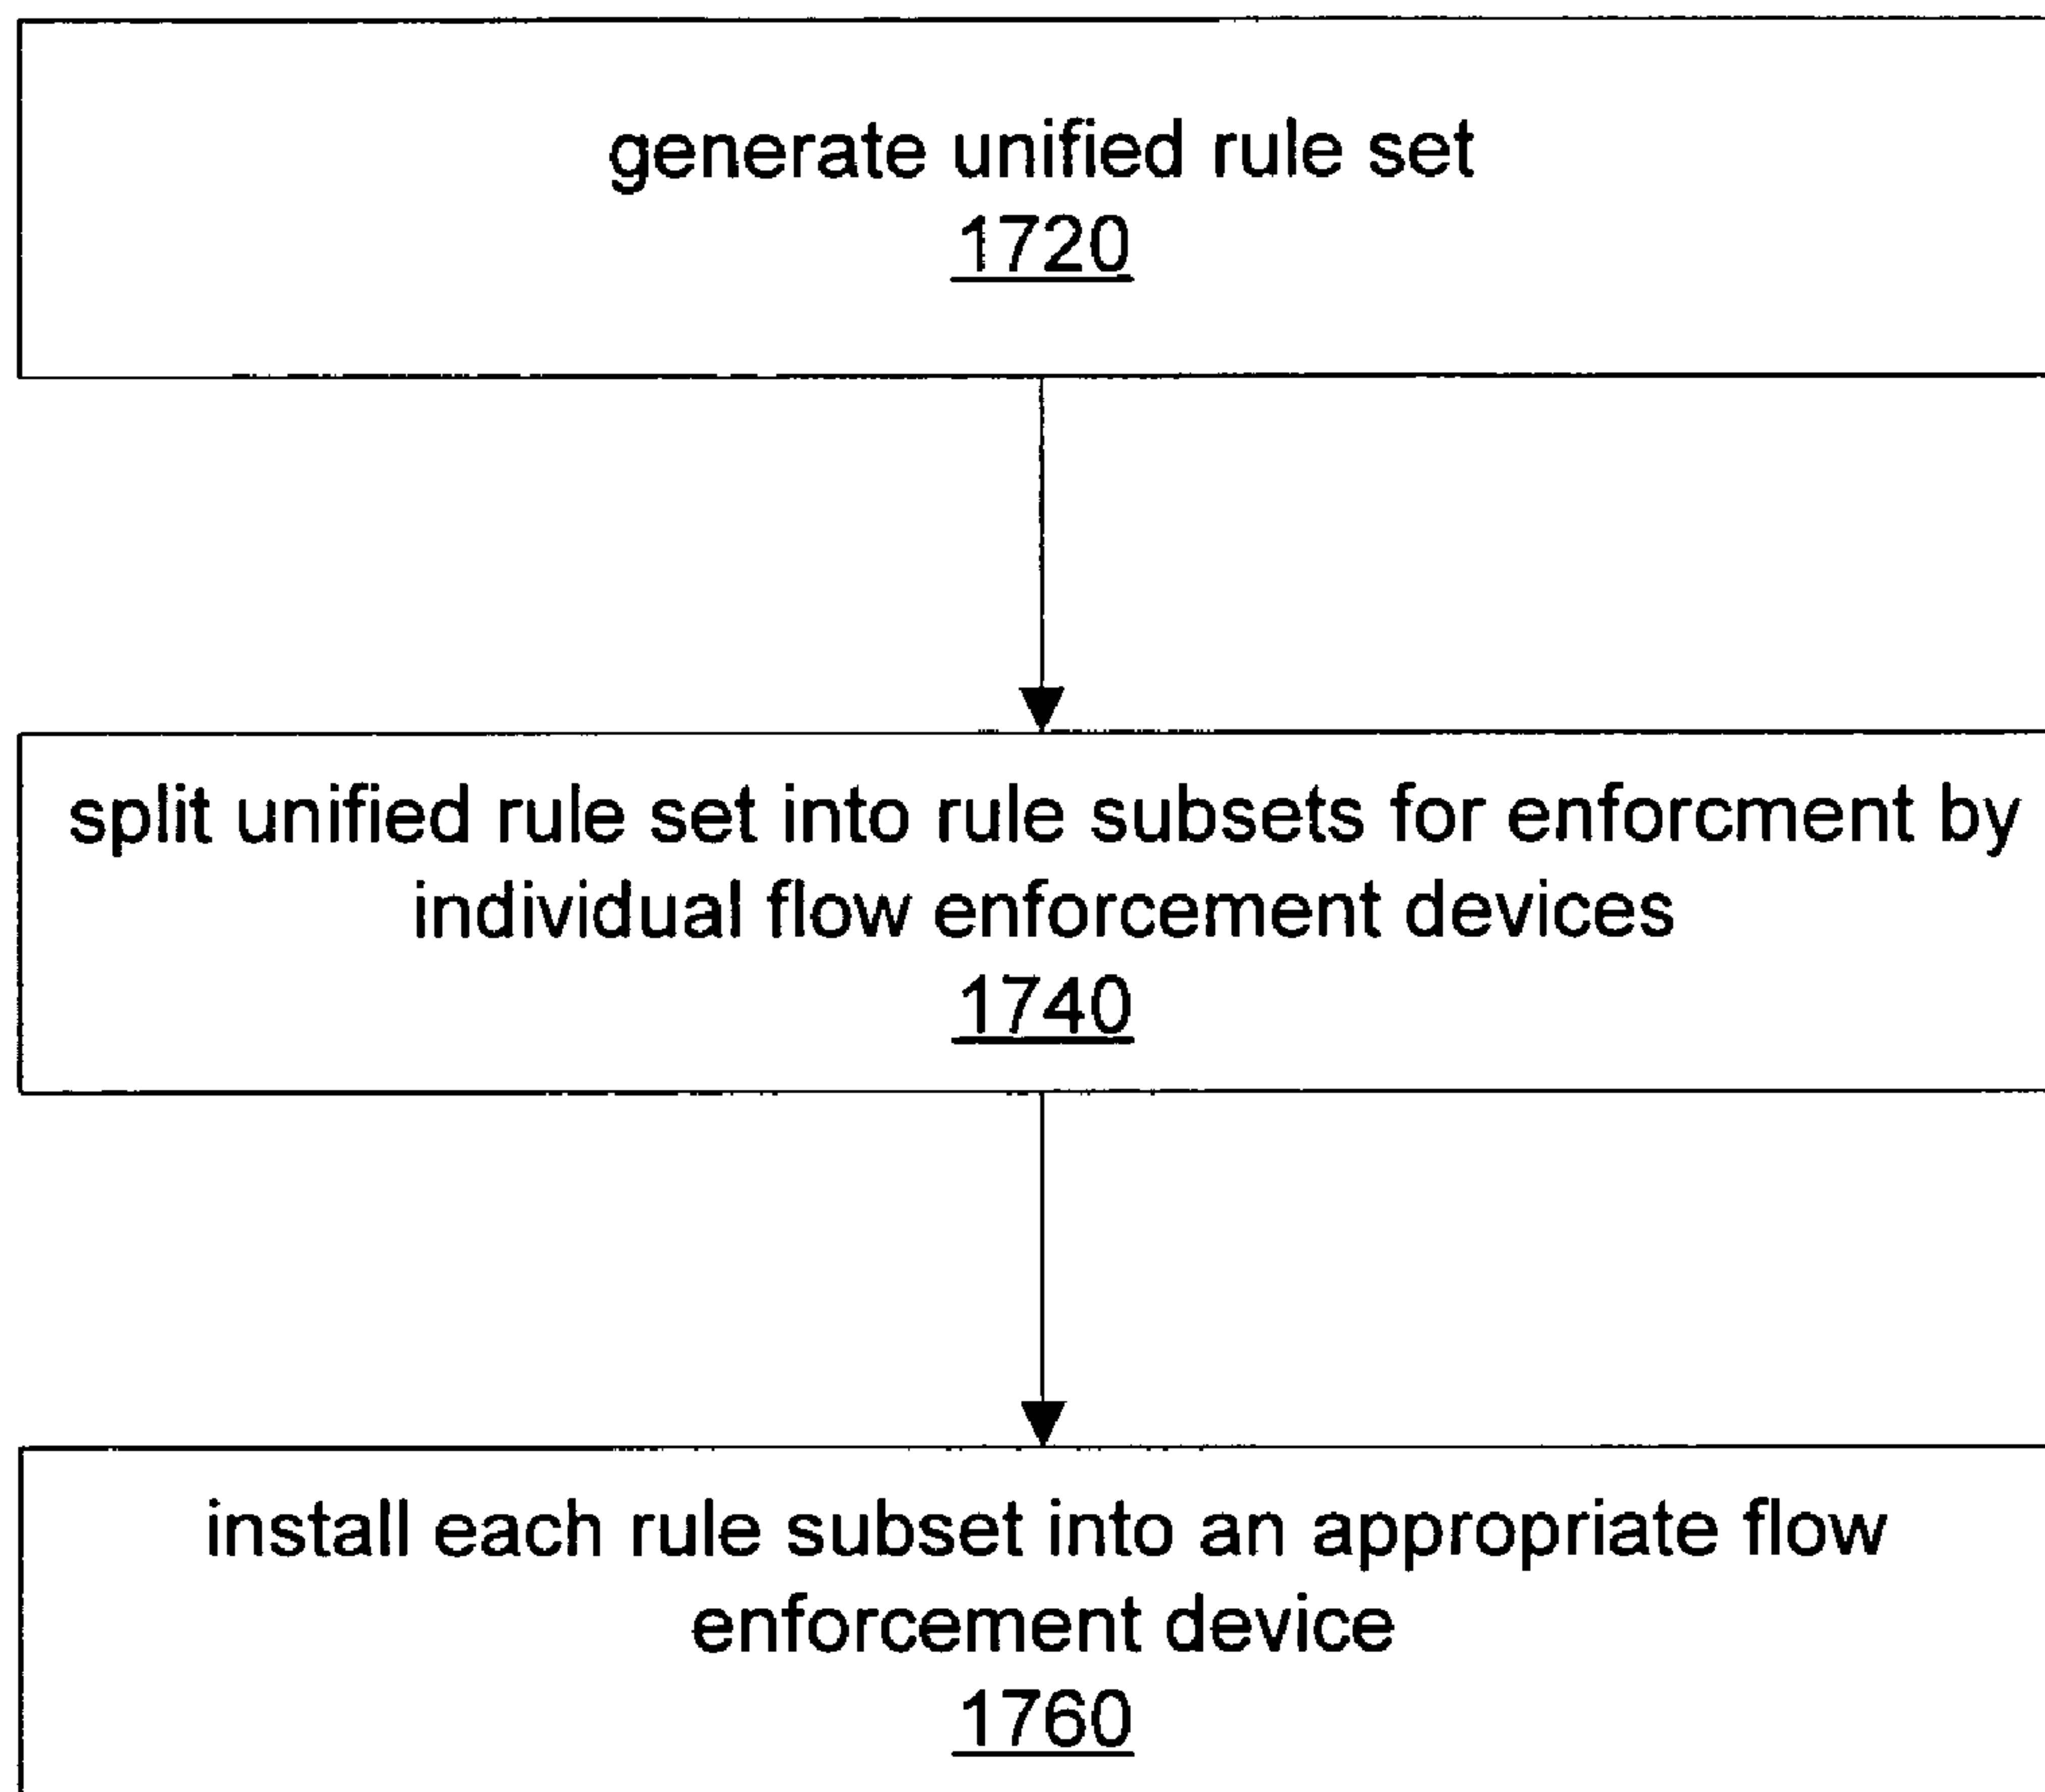 generate unified rule set
1720
split unified rule set into rule subsets for enforcment by
individual flow enforcement devices
1740
install each rule subset into an appropriate flow
enforcement device
1760